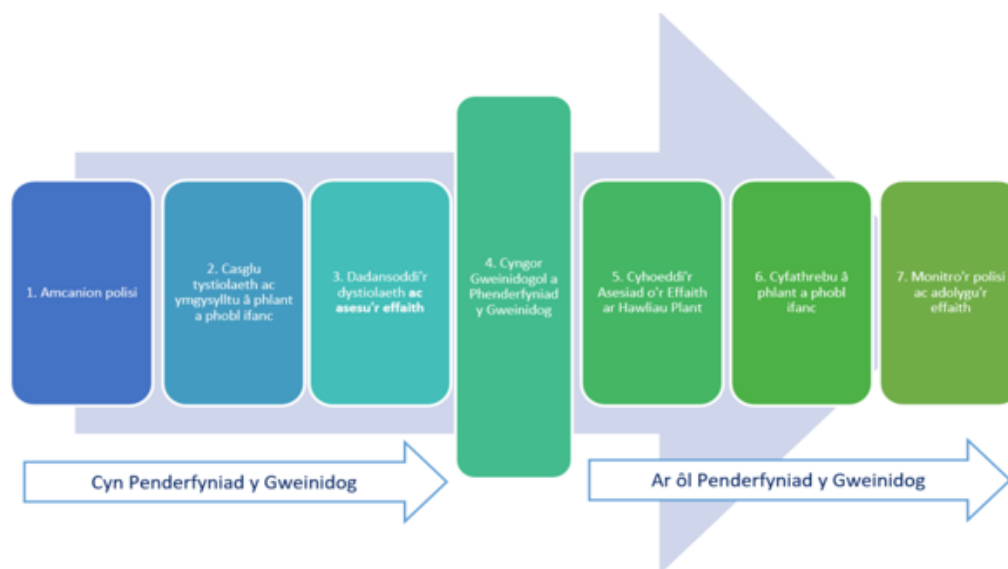 1. Amcanion polisi
2. Casglu
tystiolaeth ac
ymgysylltu â phlant
a phobl ifanc
3. Dadansoddi'r
dystiolaeth ac
asesu'r effaith
4. Cyngor
Gweinidogol a
Phenderfyniad
y Gweinidog
5. Cyhoeddi'r
Asesiad o'r Effaith
ar Hawliau Plant
6. Cyfathrebu â
phlant a phobl
ifanc
7. Monitro'r polisi
ac adolygu'r
effaith
Cyn Penderfyniad y Gweinidog
Ar ôl Penderfyniad y Gweinidog